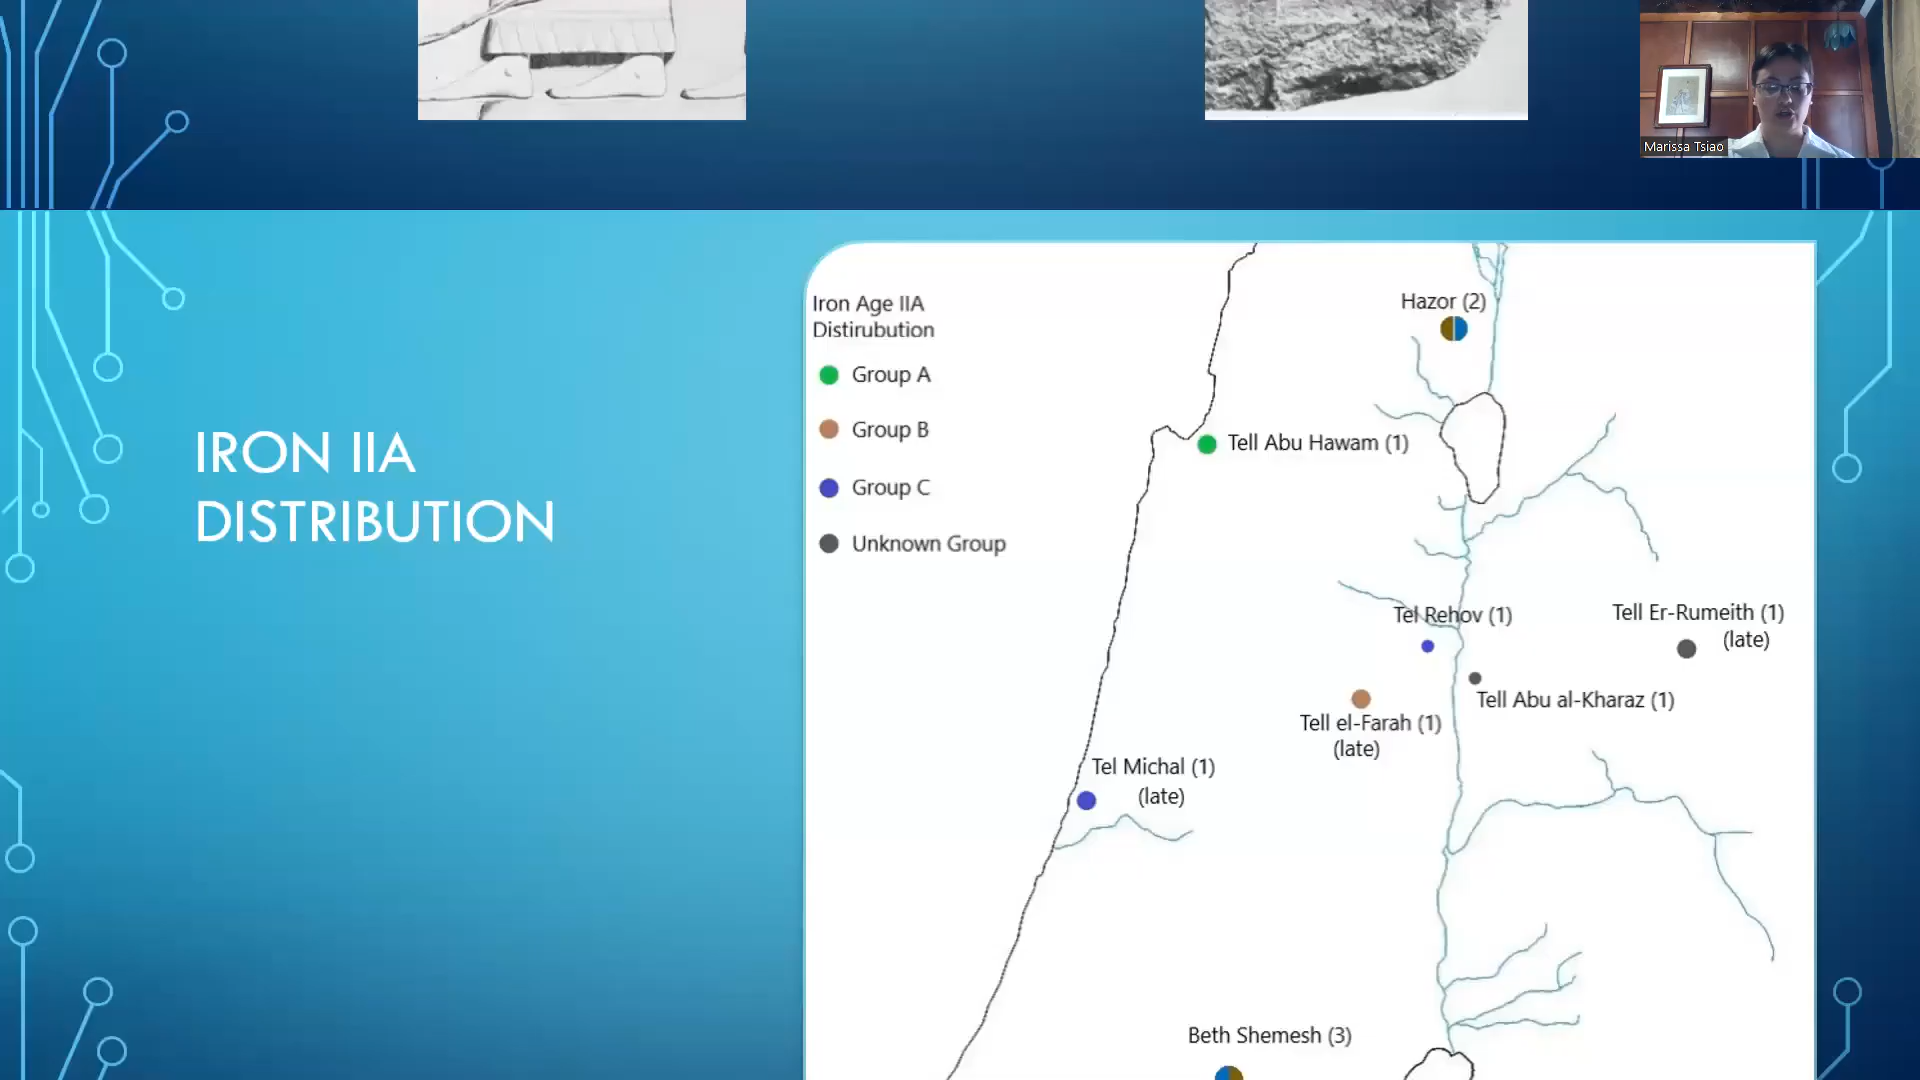 Marissa Tsiao
IRON IIA
DISTRIBUTION
Iron Age IIA
Distirubution
Group A
Group B
Group C
Unknown Group
Hazor (2)
Tell Abu Hawam (1)
Tel Rehov (1)
Tell Er-Rumeith (1)
(late)
Tell Abu al-Kharaz (1)
Tell el-Farah (1)
(late)
Tel Michal (1)
(late)
Beth Shemesh (3)